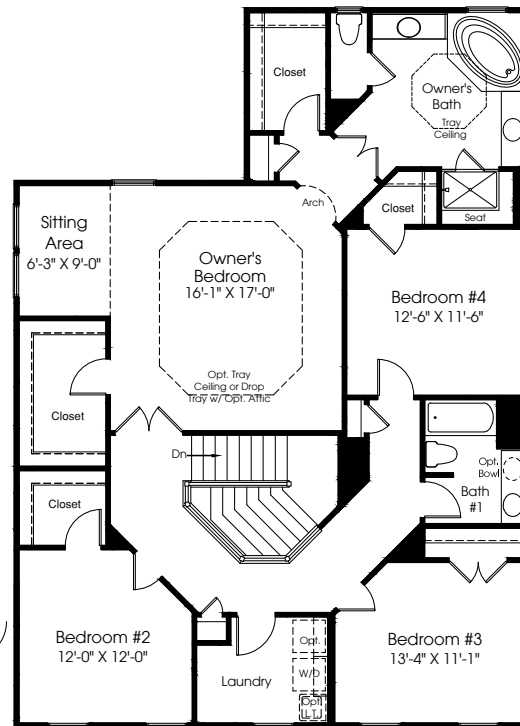 Closet
Owner's
Bath
Tray
Ceiling
Arch
Closet
Seat
Sitting
Area
6'-3" X 9'-0"
Owner's
Bedroom
16'-1" X 17'-0"
Bedroom #4
12'-6" X 11'-6"
Opt. Tray
Ceiling or Drop
Tray w/ Opt. Attic
Closet
Dn
Opt.
Bowl
Bath
#1
Closet
Bedroom #2
12'-0" X 12'-0"
Opt.
W/D
Opt.
L.T.
Laundry
Bedroom #3
13'-4" X 11'-1"